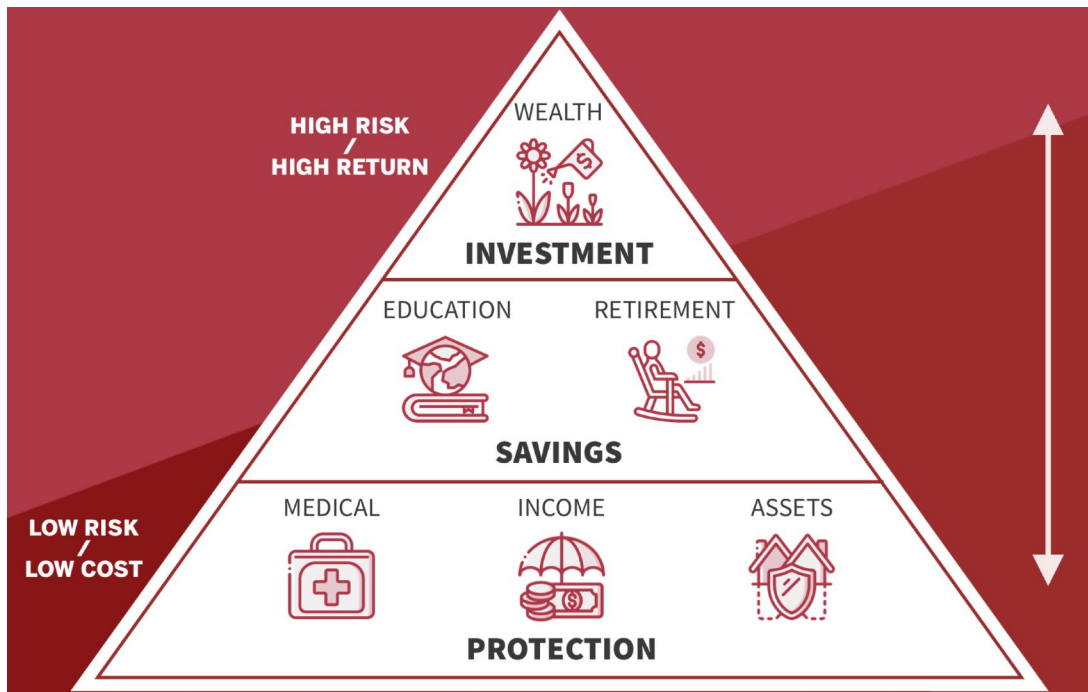 WEALTH
HIGH RISK
/
HIGH RETURN
$
INVESTMENT
EDUCATION
RETIREMENT
$
SAVINGS
MEDICAL
INCOME
ASSETS
LOW RISK
/
LOW COST
$
PROTECTION